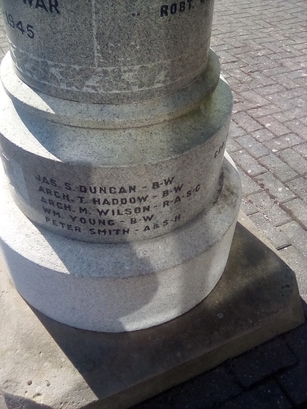 WAR
1945
ROBT.
JAS. S. DUNCAN - B·W
ARCH. T. HADDOW - B·W
ARCH. M. WILSON - R·A·S·C
WM. YOUNG - B·W
PETER SMITH - A&S·H